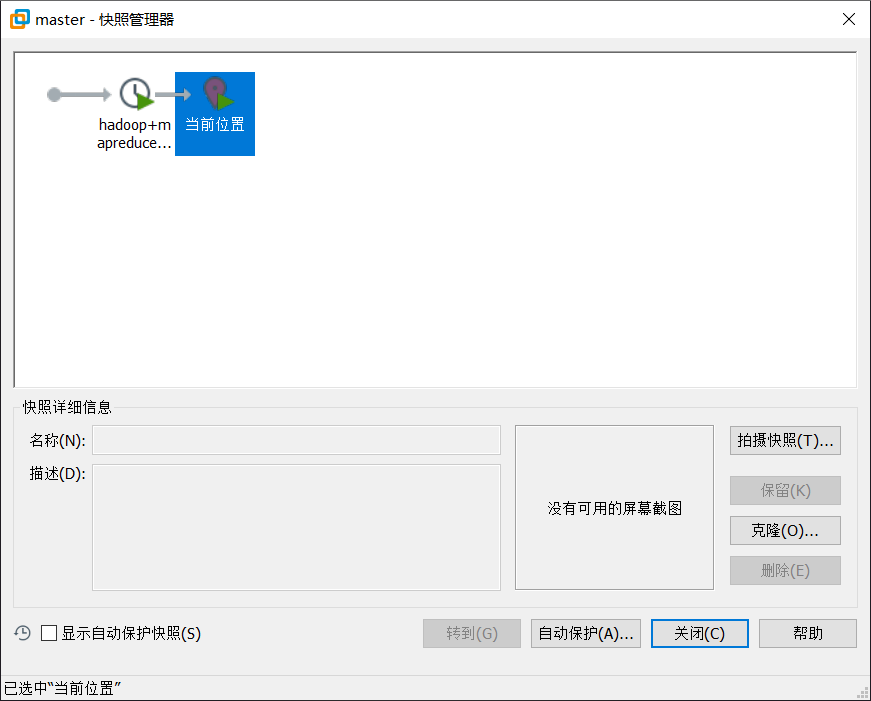 master - 快照管理器
hadoop+m
apreduce...
当前位置
快照详细信息
名称(N):
描述(D):
没有可用的屏幕截图
拍摄快照(T)...
保留(K)
克隆(O)...
删除(E)
显示自动保护快照(S)
转到(G)
自动保护(A)...
关闭(C)
帮助
已选中“当前位置”